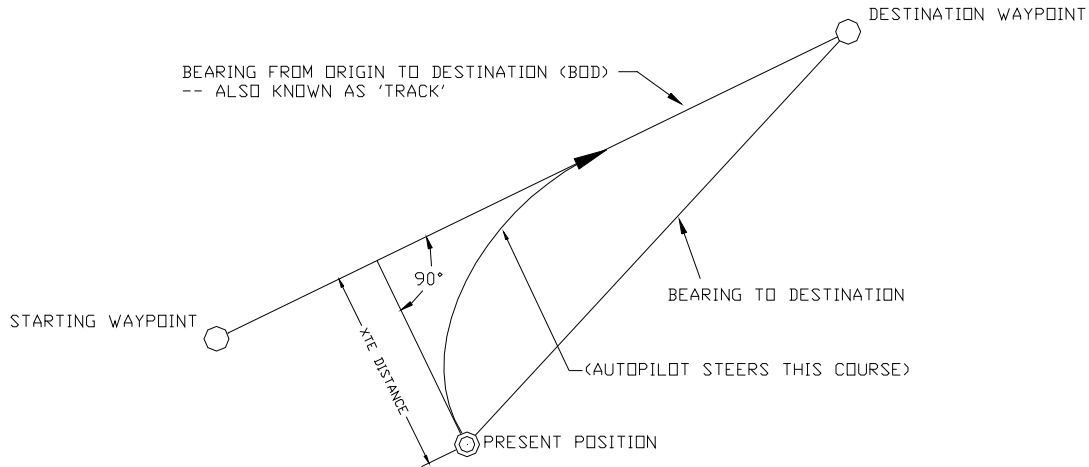 DESTINATION WAYPOINT
BEARING FROM ORIGIN TO DESTINATION (BOD)
-- ALSO KNOWN AS 'TRACK'
90°
BEARING TO DESTINATION
STARTING WAYPOINT
XTE DISTANCE
(AUTOPILOT STEERS THIS COURSE)
PRESENT POSITION